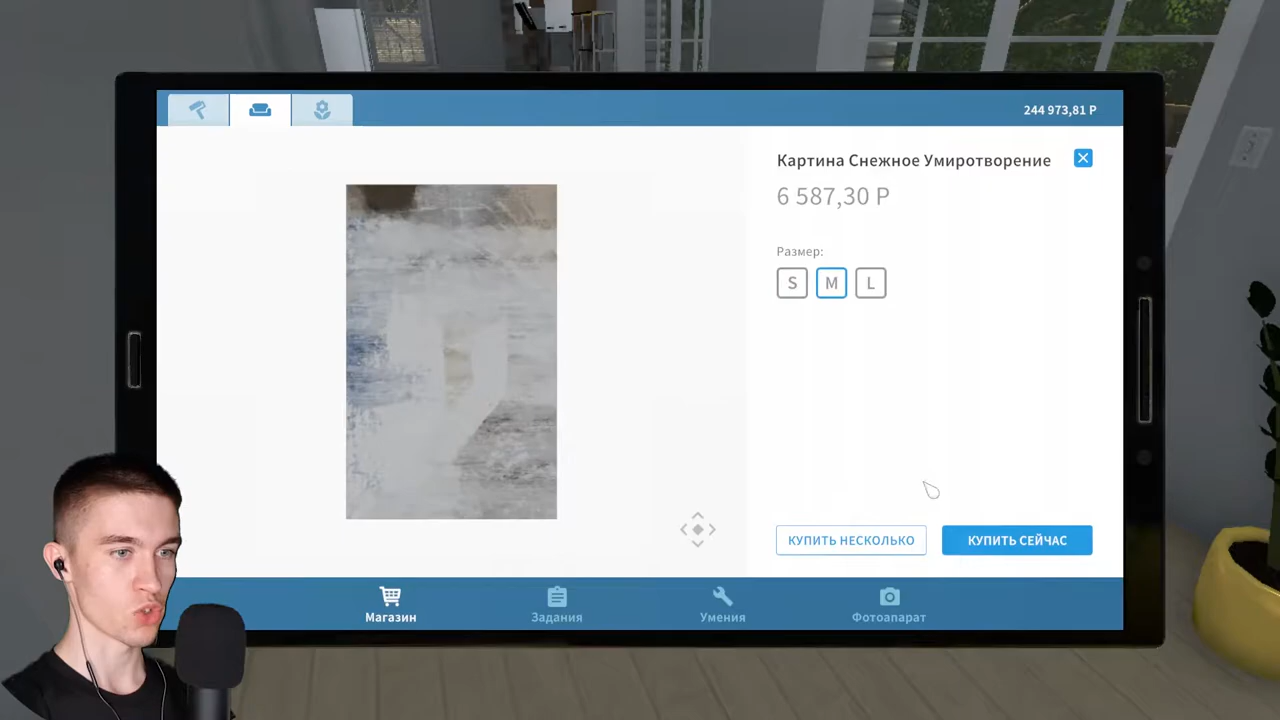 244 973,81 Р
Картина Снежное Умиротворение
6 587,30 Р
Размер:
S M L
КУПИТЬ НЕСКОЛЬКО КУПИТЬ СЕЙЧАС
Магазин Задания Умения Фотоапарат